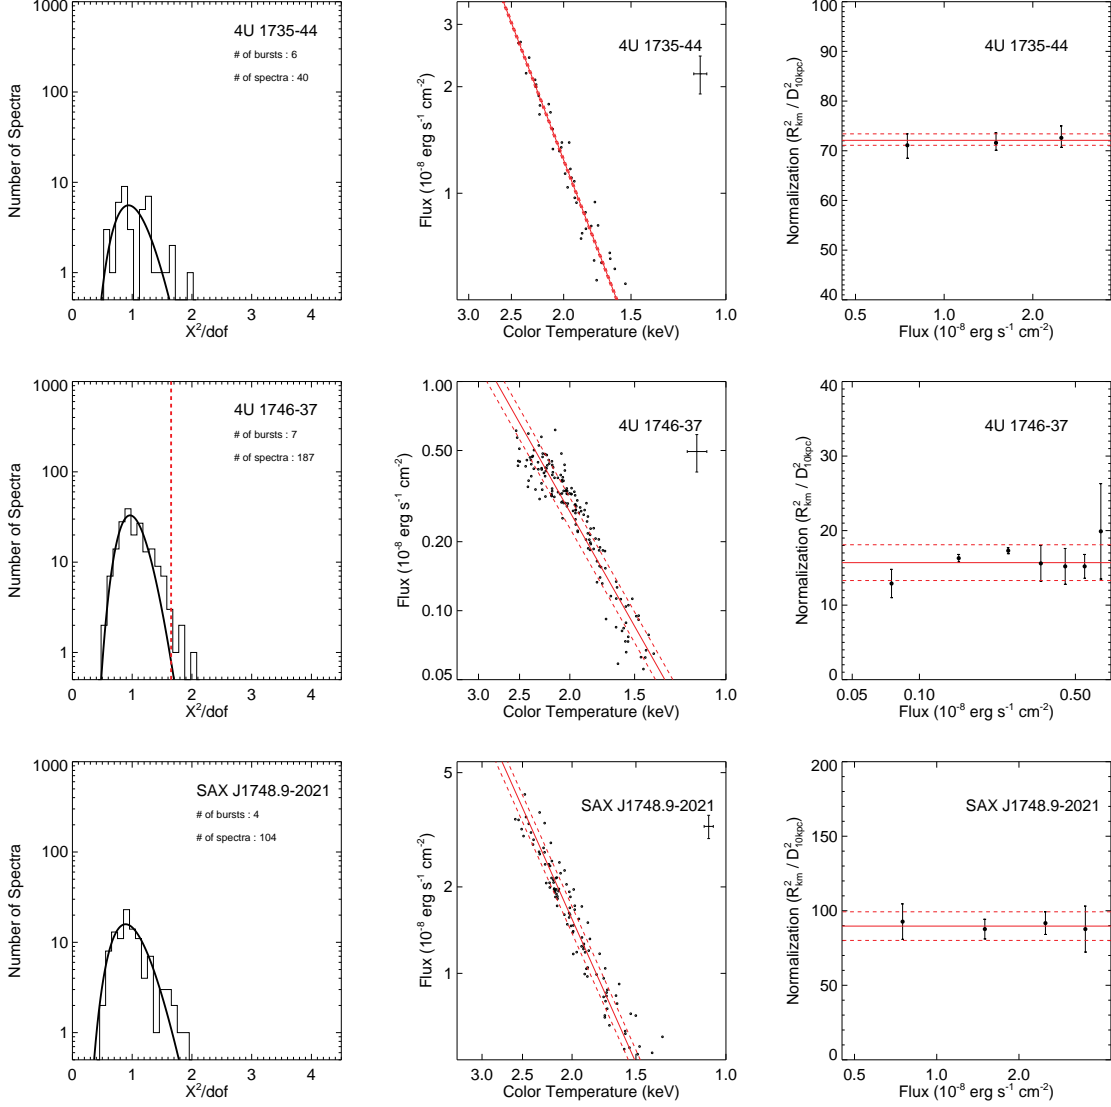 1000
100
10
1
Number of Spectra
0 1 2 3 4
X²/dof
4U 1735-44
# of bursts : 6
# of spectra : 40
3
2
1
Flux (10⁻⁸ erg s⁻¹ cm⁻²)
3.0 2.5 2.0 1.5 1.0
Color Temperature (keV)
4U 1735-44
100
90
80
70
60
50
40
Normalization (R²km / D²10kpc)
0.5 1.0 2.0
Flux (10⁻⁸ erg s⁻¹ cm⁻²)
4U 1735-44
1000
100
10
1
Number of Spectra
0 1 2 3 4
X²/dof
4U 1746-37
# of bursts : 7
# of spectra : 187
1.00
0.50
0.20
0.10
0.05
Flux (10⁻⁸ erg s⁻¹ cm⁻²)
3.0 2.5 2.0 1.5 1.0
Color Temperature (keV)
4U 1746-37
40
30
20
10
0
Normalization (R²km / D²10kpc)
0.05 0.10 0.50
Flux (10⁻⁸ erg s⁻¹ cm⁻²)
4U 1746-37
1000
100
10
1
Number of Spectra
0 1 2 3 4
X²/dof
SAX J1748.9-2021
# of bursts : 4
# of spectra : 104
5
2
1
Flux (10⁻⁸ erg s⁻¹ cm⁻²)
3.0 2.5 2.0 1.5 1.0
Color Temperature (keV)
SAX J1748.9-2021
200
150
100
50
0
Normalization (R²km / D²10kpc)
0.5 1.0 2.0
Flux (10⁻⁸ erg s⁻¹ cm⁻²)
SAX J1748.9-2021